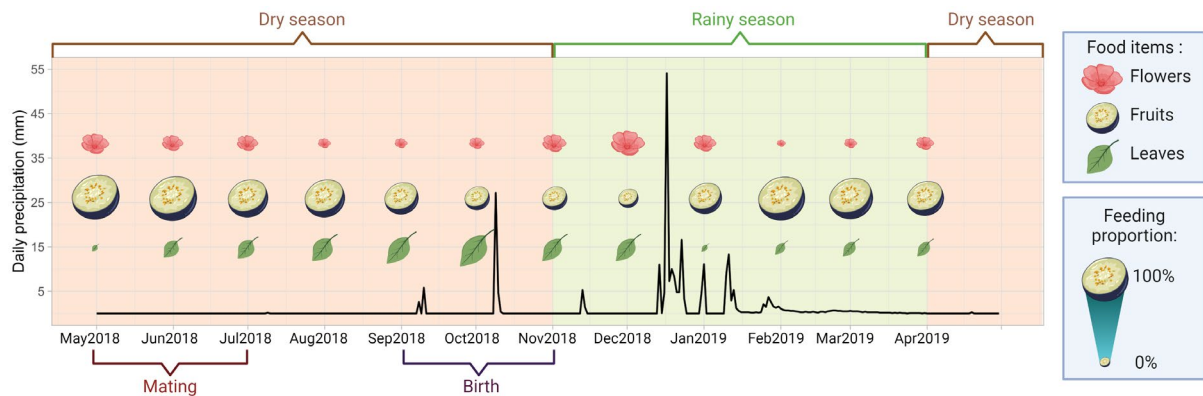 Dry season
Rainy season
Dry season
Daily precipitation (mm)
55
45
35
25
15
5
May2018
Jun2018
Jul2018
Aug2018
Sep2018
Oct2018
Nov2018
Dec2018
Jan2019
Feb2019
Mar2019
Apr2019
Mating
Birth
Food items :
Flowers
Fruits
Leaves
Feeding
proportion:
100%
0%